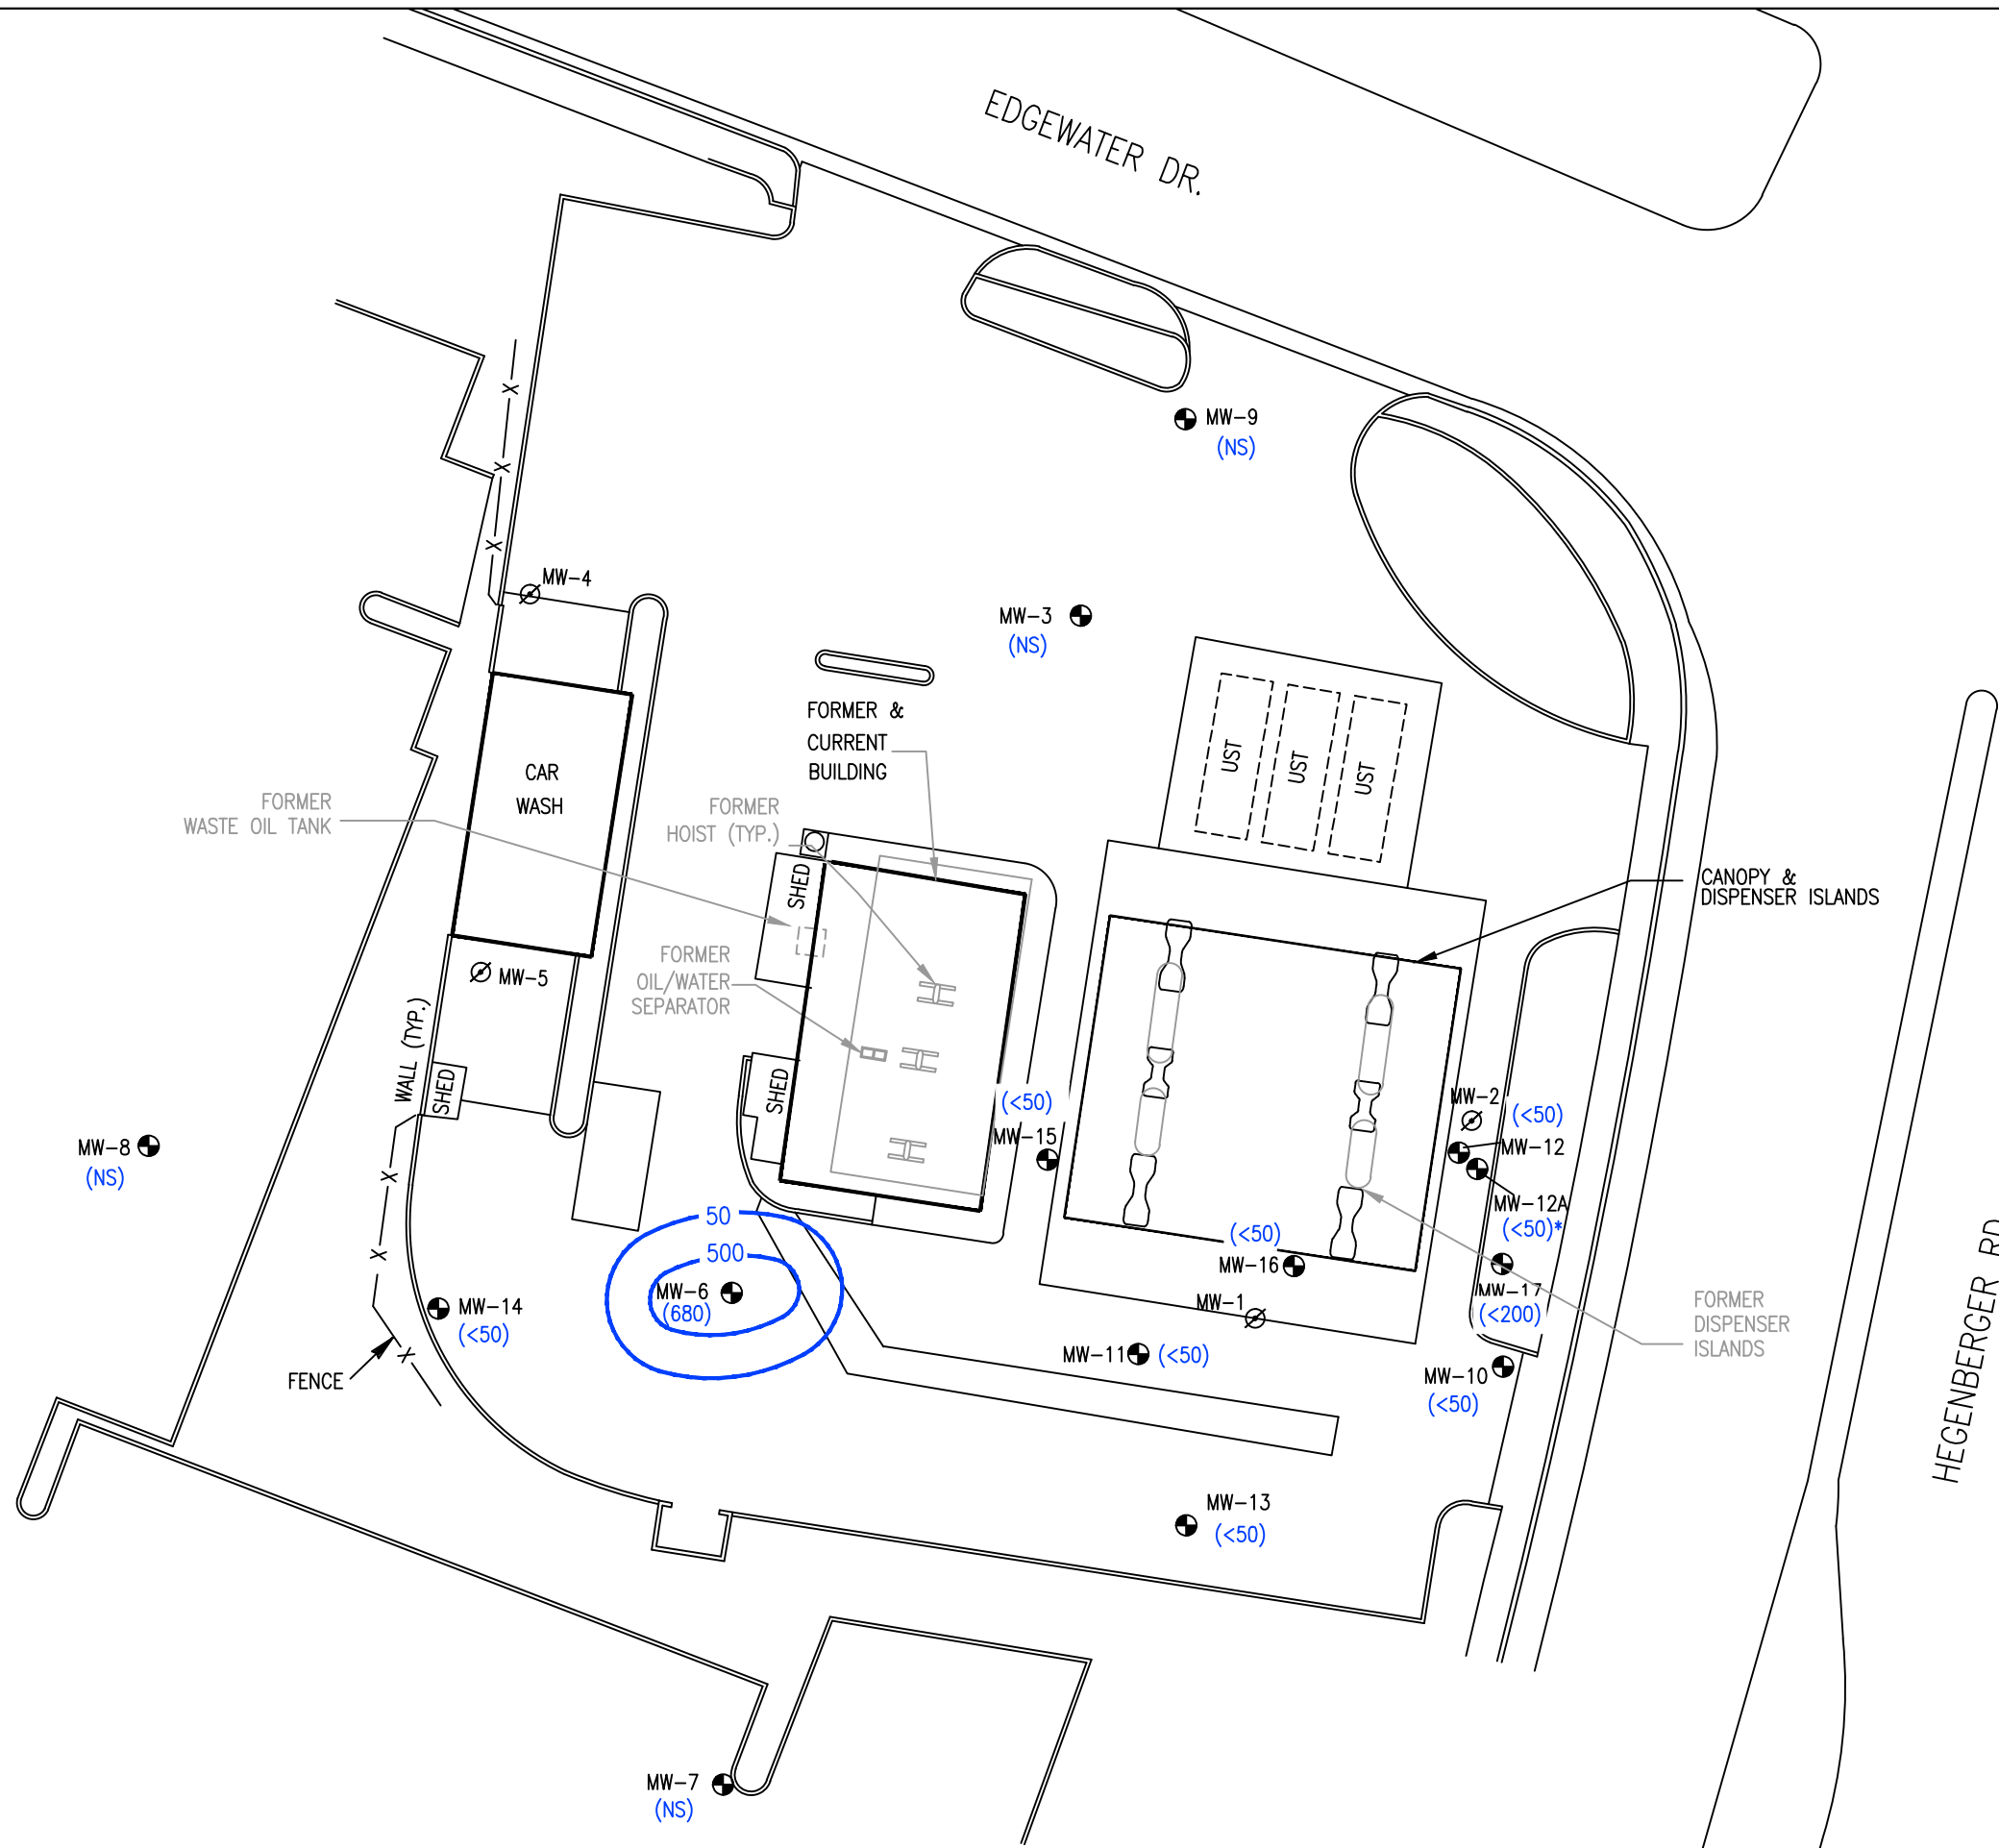 EDGEWATER DR.
MW-9
(NS)
MW-4
MW-3
(NS)
FORMER &
CURRENT
BUILDING
UST
UST
UST
CAR
WASH
FORMER
WASTE OIL TANK
FORMER
HOIST (TYP.)
SHED
CANOPY &
DISPENSER ISLANDS
FORMER
OIL/WATER
SEPARATOR
MW-5
WALL (TYP.)
SHED
SHED
(<50)
MW-15
MW-2
(<50)
MW-12
MW-12A
(<50)*
MW-8
(NS)
X
X
X
X
X
X
50
500
MW-6
(680)
(<50)
MW-16
MW-1
MW-17
(<200)
FORMER
DISPENSER
ISLANDS
MW-14
(<50)
FENCE
MW-11
(<50)
MW-10
(<50)
HEGENBERGER RD
MW-13
(<50)
MW-7
(NS)